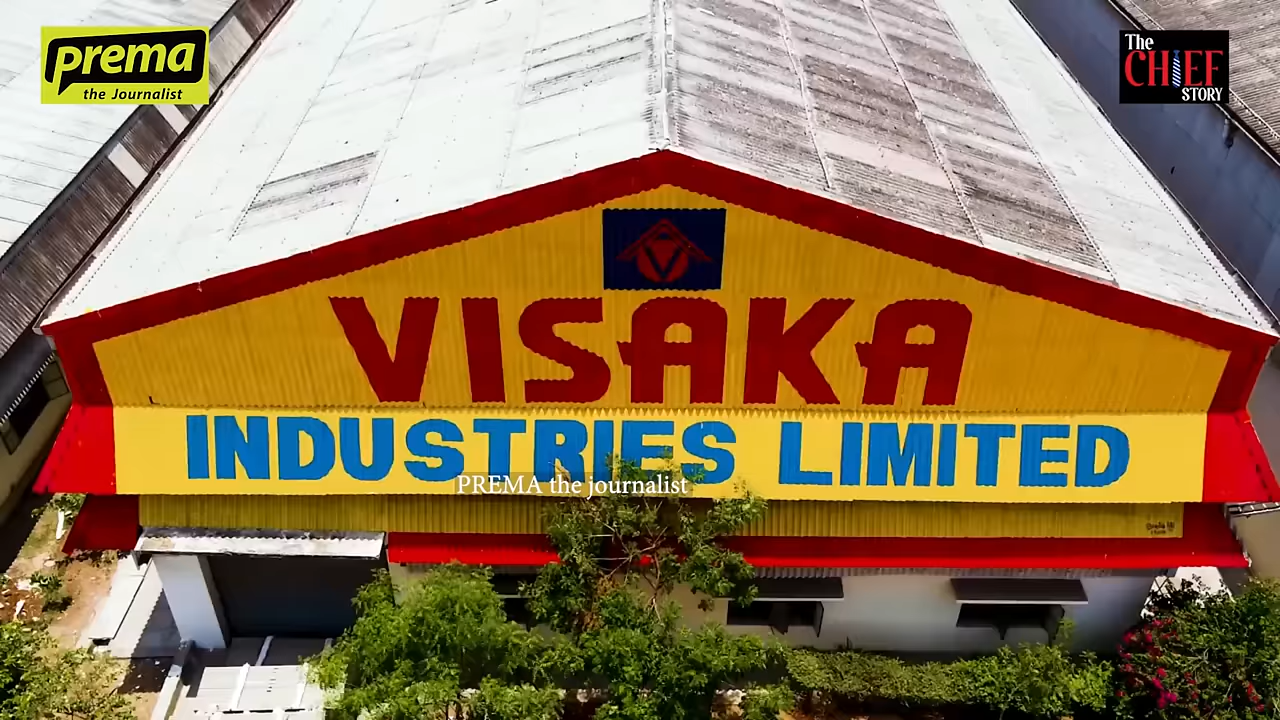 prema
the Journalist
The
CHIEF
STORY
V
VISAKA
INDUSTRIES LIMITED
PREMA the journalist